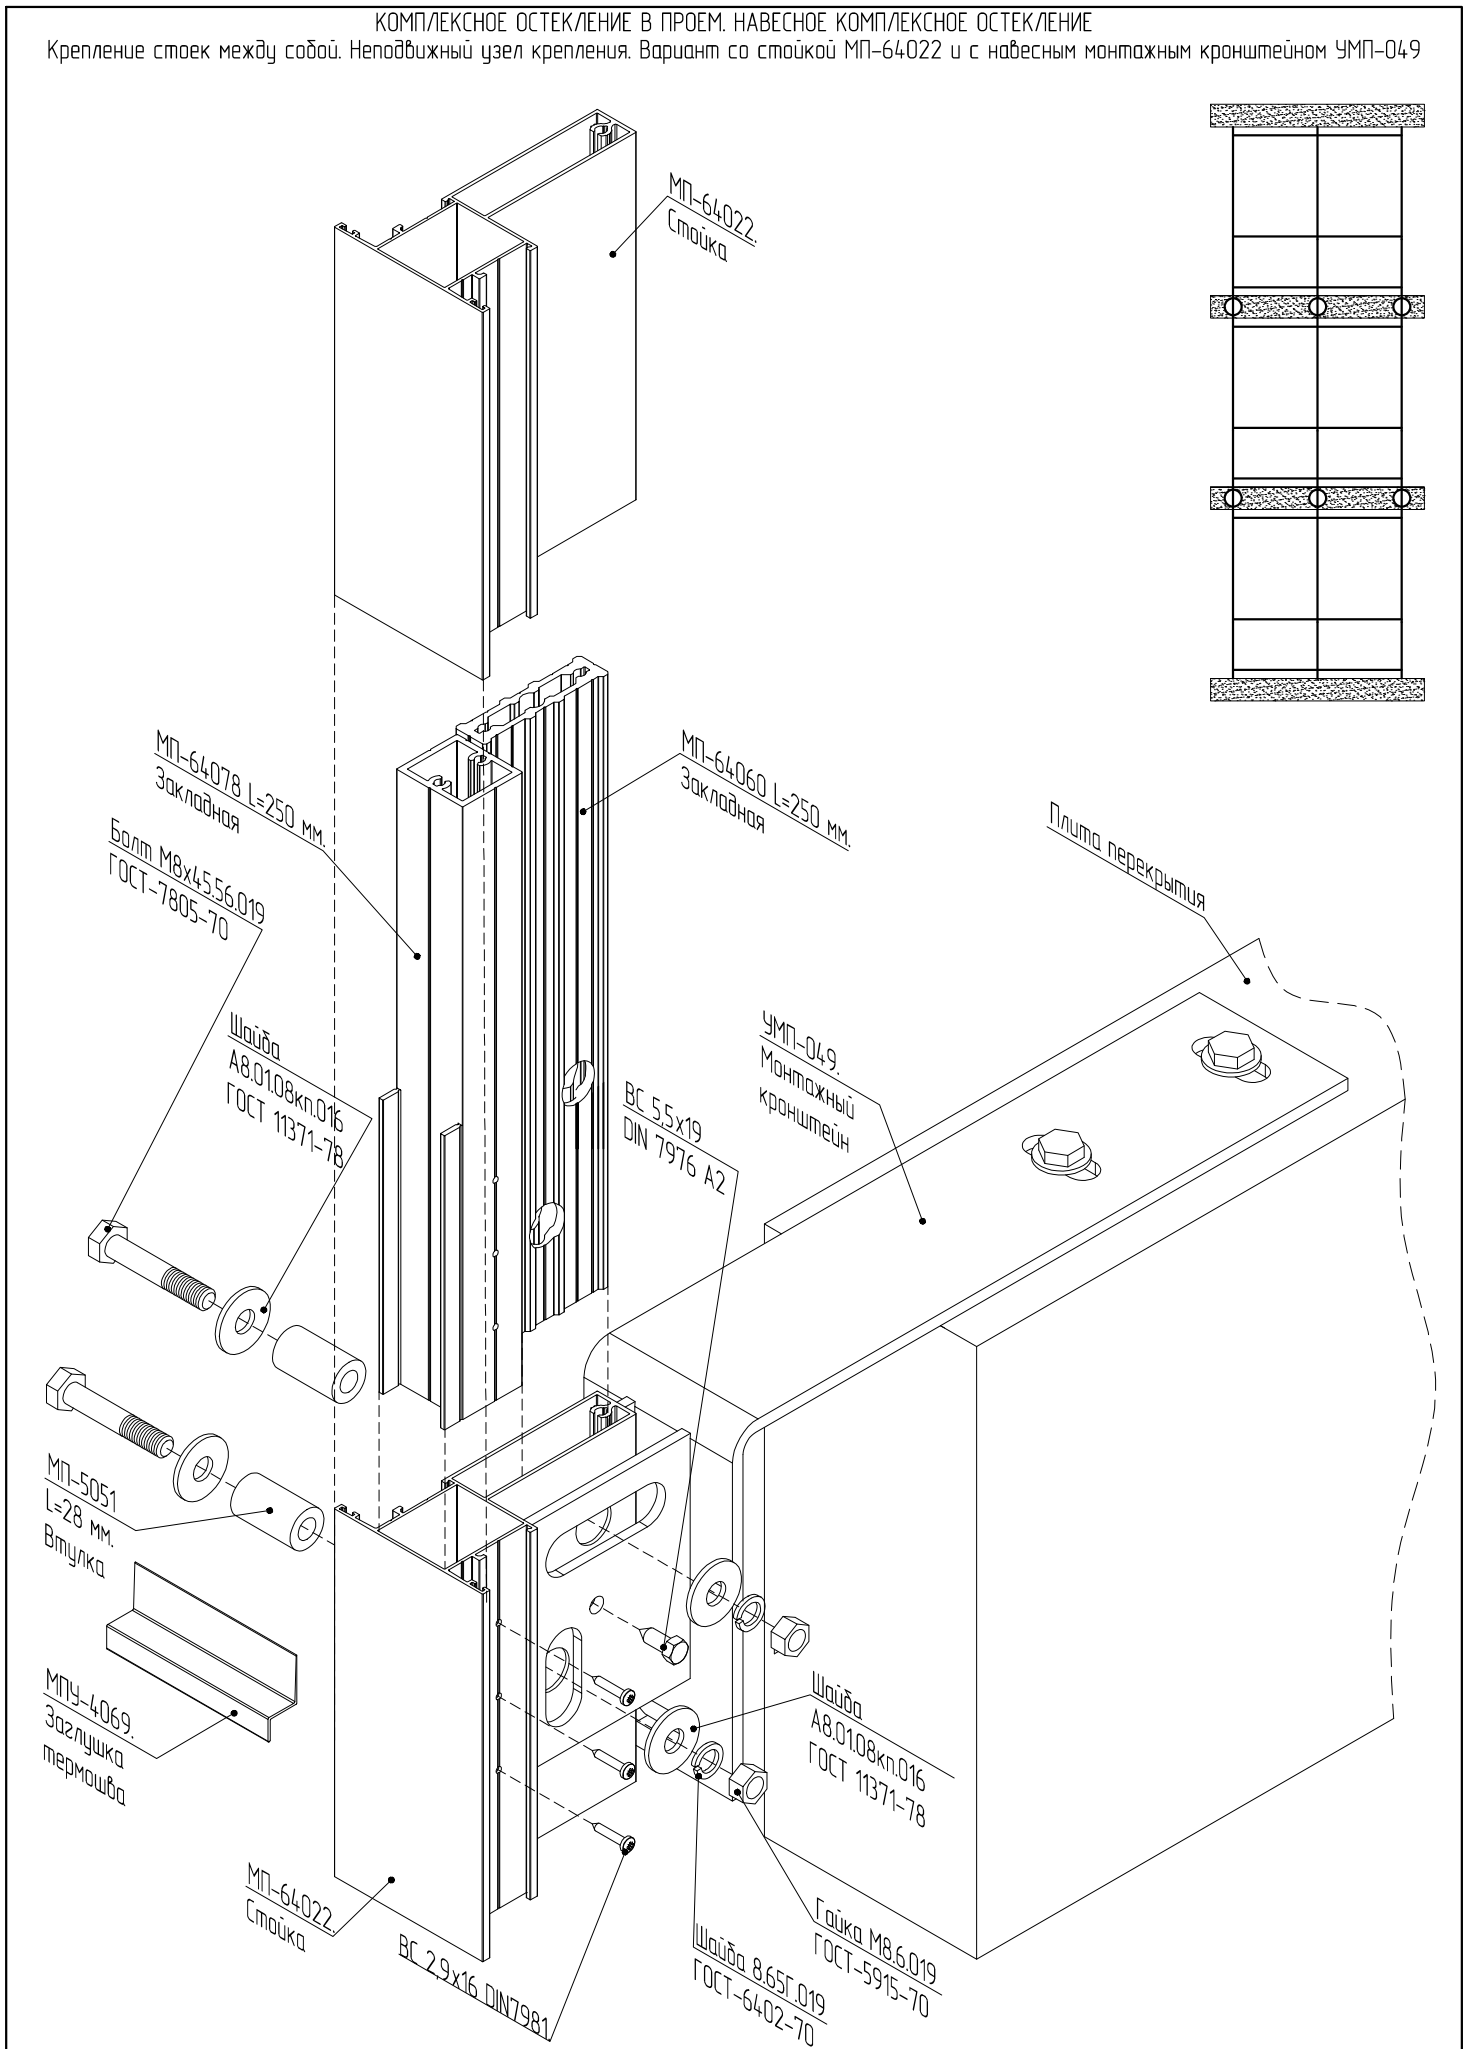 КОМПЛЕКСНОЕ ОСТЕКЛЕНИЕ В ПРОЕМ. НАВЕСНОЕ КОМПЛЕКСНОЕ ОСТЕКЛЕНИЕ
Крепление стоек между собой. Неподвижный узел крепления. Вариант со стойкой МП-64022 и с навесным монтажным кронштейном УМП-049
МП-64022.
Стойка
МП-64078 L=250 мм.
Закладная
МП-64060 L=250 мм.
Закладная
Болт М8х45.56.019
ГОСТ-7805-70
Плита перекрытия
Шайба
А8.01.08кп.016
ГОСТ 11371-78
УМП-049.
Монтажный
кронштейн
ВС 5,5х19
DIN 7976 A2
МП-5051
L=28 мм.
Втулка
МПУ-4069.
Заглушка
термошва
Шайба
А8.01.08кп.016
ГОСТ 11371-78
МП-64022.
Стойка
ВС 2,9х16 DIN7981
Шайба 8.65Г.019
ГОСТ-6402-70
Гайка М8.6.019
ГОСТ-5915-70